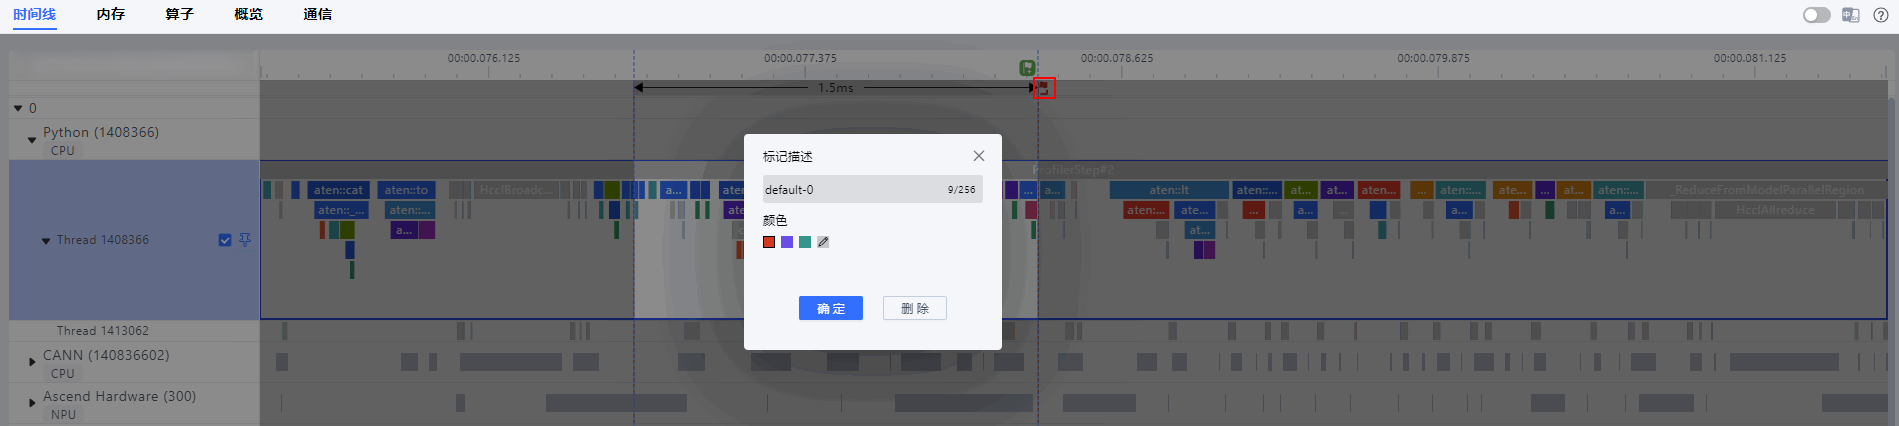 时间线 内存 算子 概览 通信
00:00.076.125 00:00.077.375 00:00.078.625 00:00.079.875 00:00.081.125
1.5ms
0
Python (1408366)
CPU
标记描述
ProfilerStep#2
default-0 9/256
aten::cat aten::to HcclBroadc... a... ... a... aten::lt aten::... at... at... aten:... ... aten::... ate... ... at... aten::... _ReduceFromModelParallelRegion
aten::_... aten::... aten:... at... ... a... ... a... a... a... HcclAllreduce
颜色
a... at...
Thread 1408366
确 定 删 除
Thread 1413062
CANN (140836602)
CPU
Ascend Hardware (300)
NPU